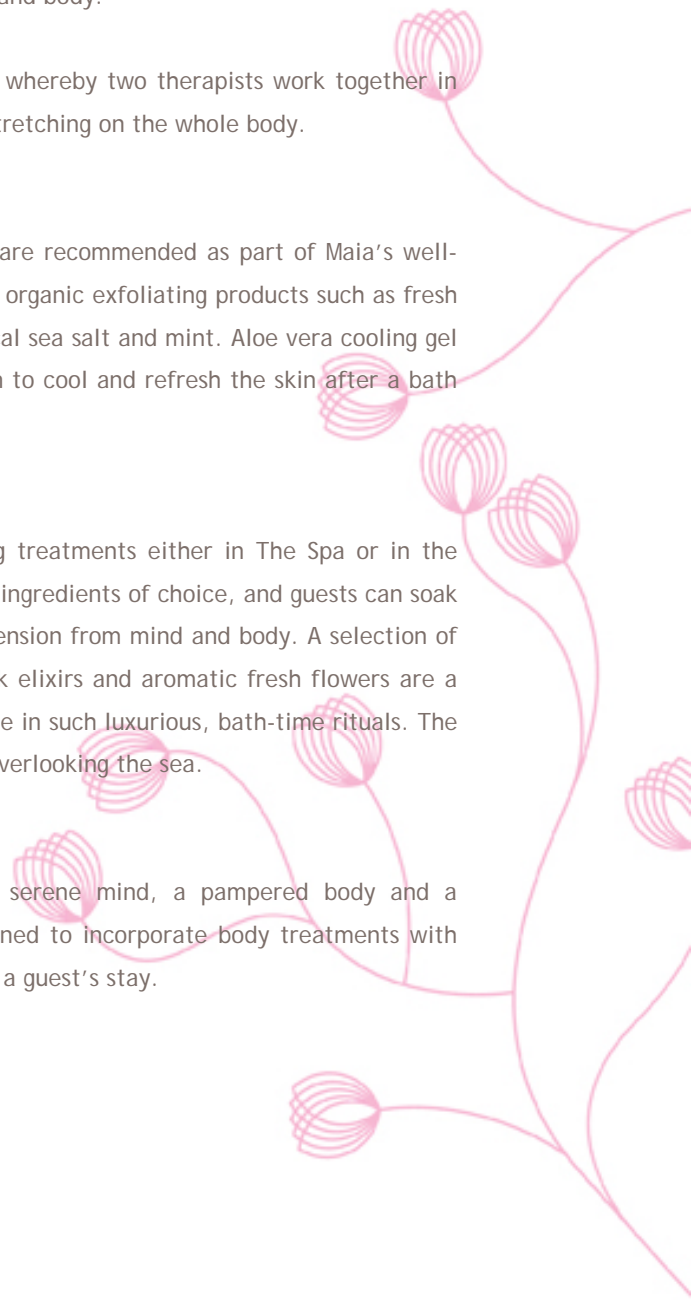 and body.
whereby two therapists work together in
tretching on the whole body.
are recommended as part of Maia's well-
organic exfoliating products such as fresh
al sea salt and mint. Aloe vera cooling gel
to cool and refresh the skin after a bath
g treatments either in The Spa or in the
ingredients of choice, and guests can soak
ension from mind and body. A selection of
k elixirs and aromatic fresh flowers are a
e in such luxurious, bath-time rituals. The
verlooking the sea.
serene mind, a pampered body and a
ned to incorporate body treatments with
a guest's stay.